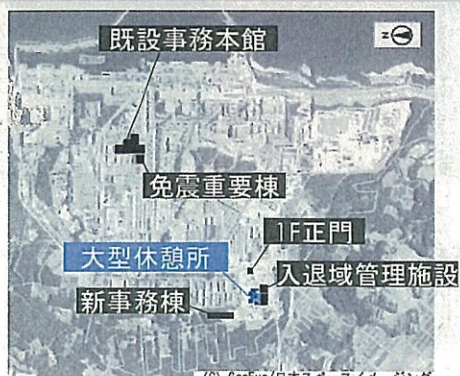 既設事務本館
N
免震重要棟
1F正門
大型休憩所
入退域管理施設
新事務棟